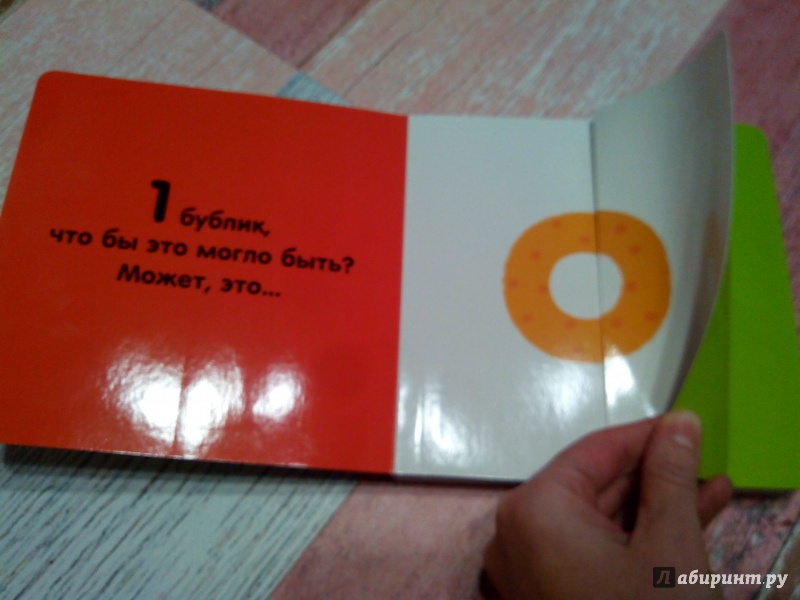 1 бублик,
что бы это могло быть?
Может, это...
Лабиринт.ру